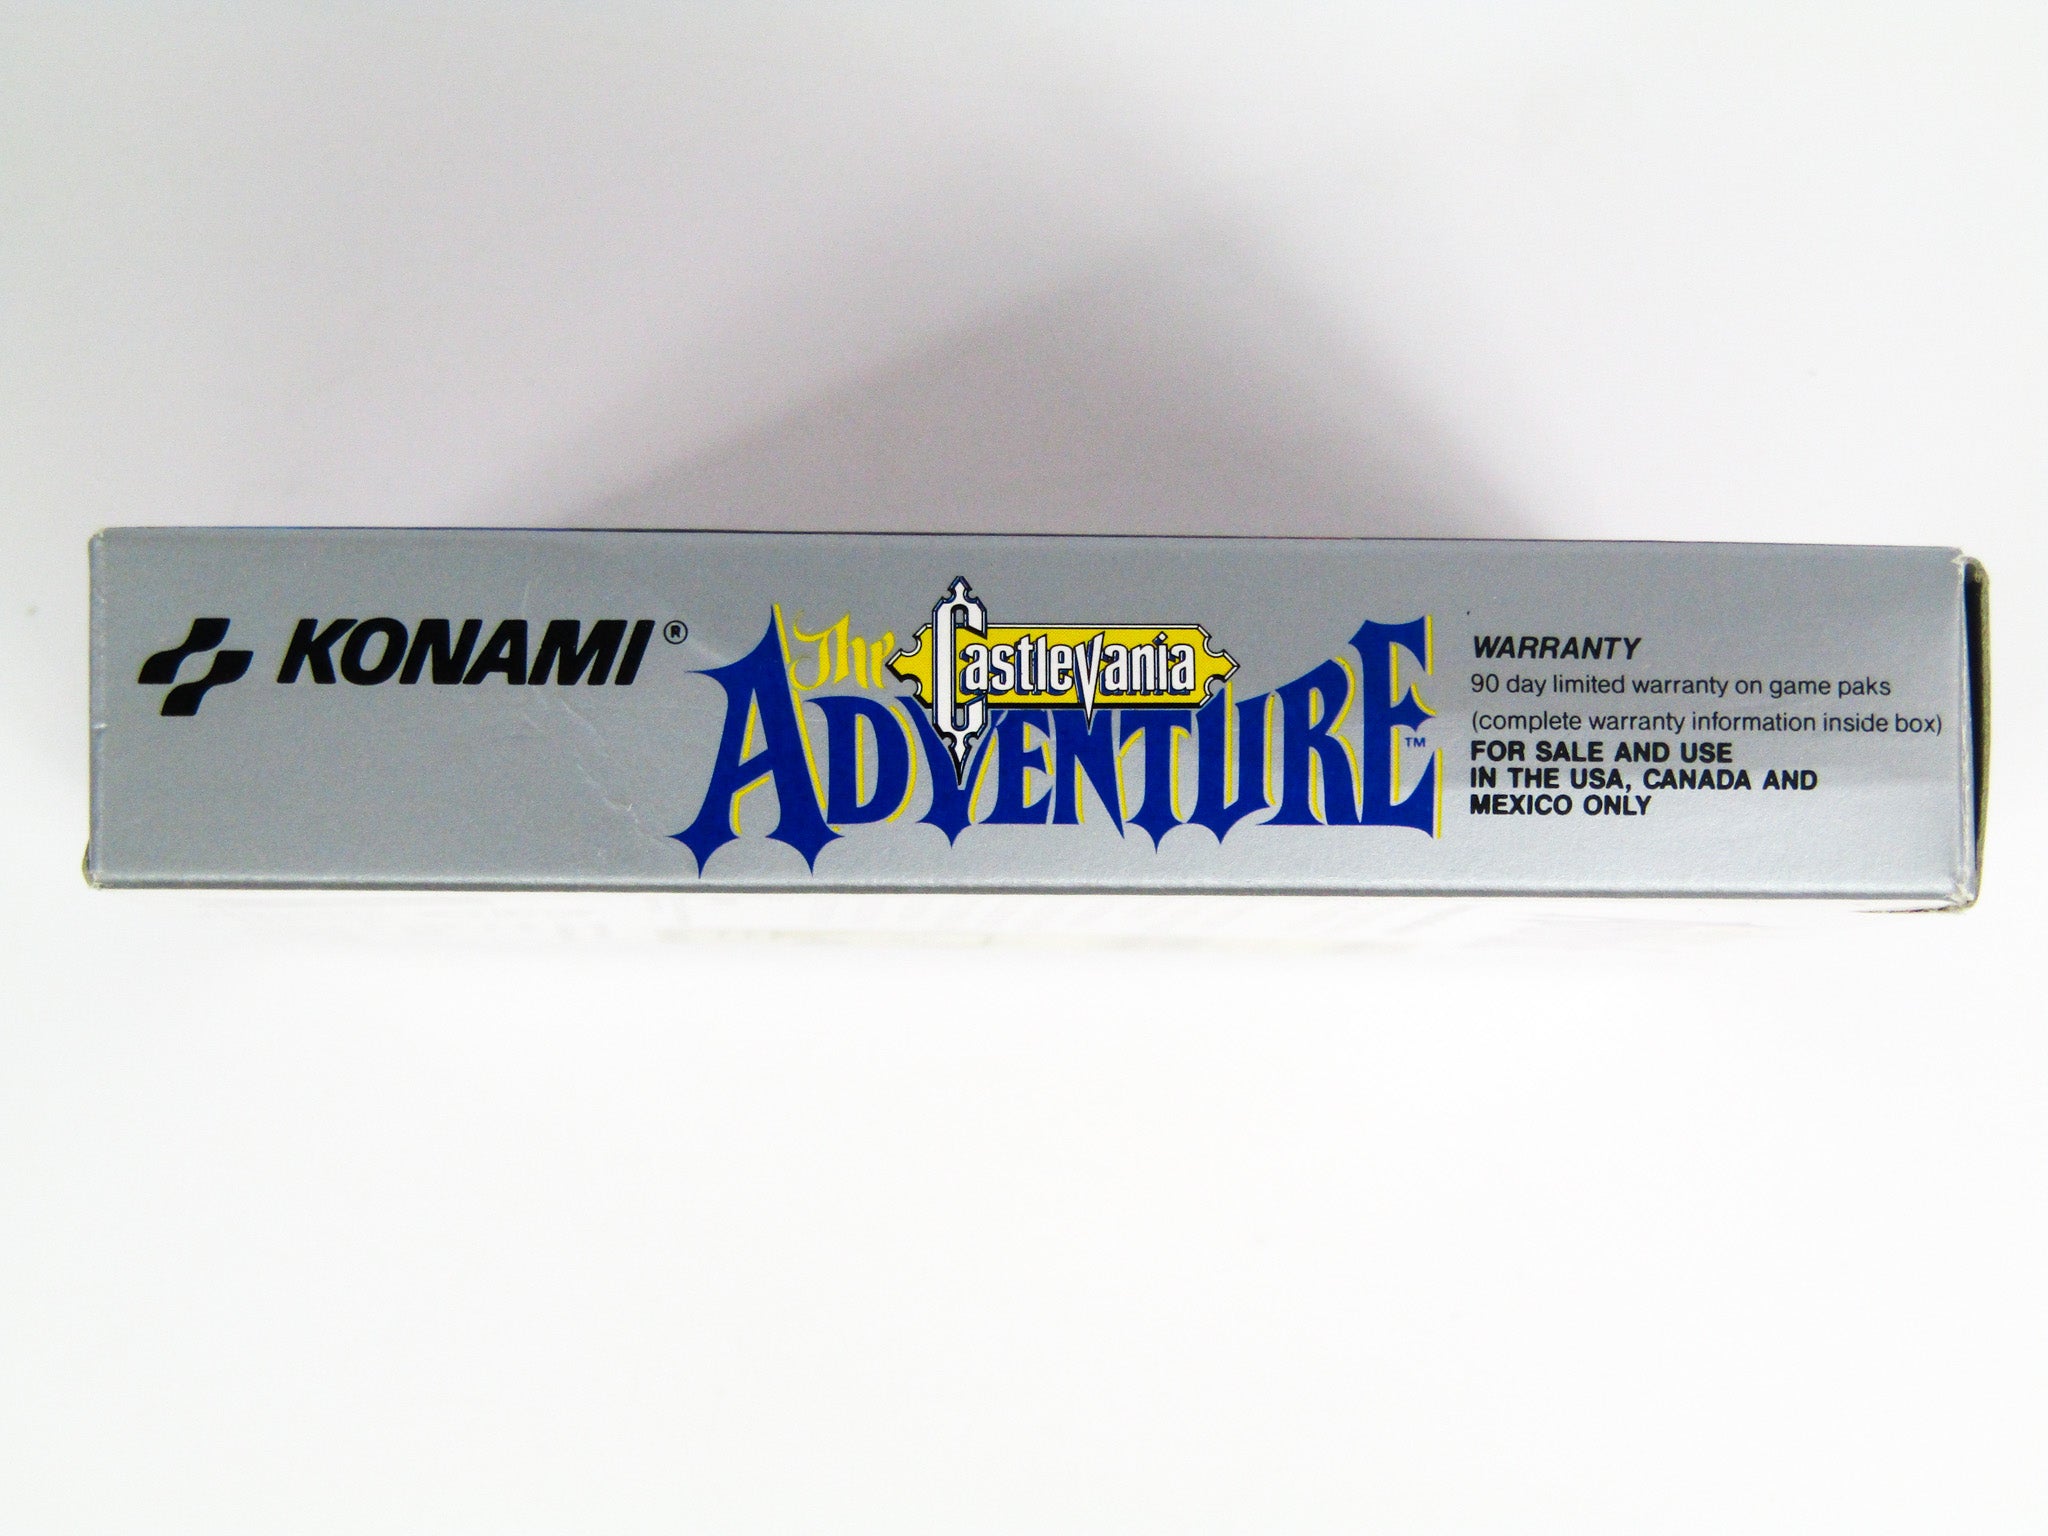 KONAMI®
The Castlevania
ADVENTURE™
WARRANTY
90 day limited warranty on game paks
(complete warranty information inside box)
FOR SALE AND USE
IN THE USA, CANADA AND
MEXICO ONLY